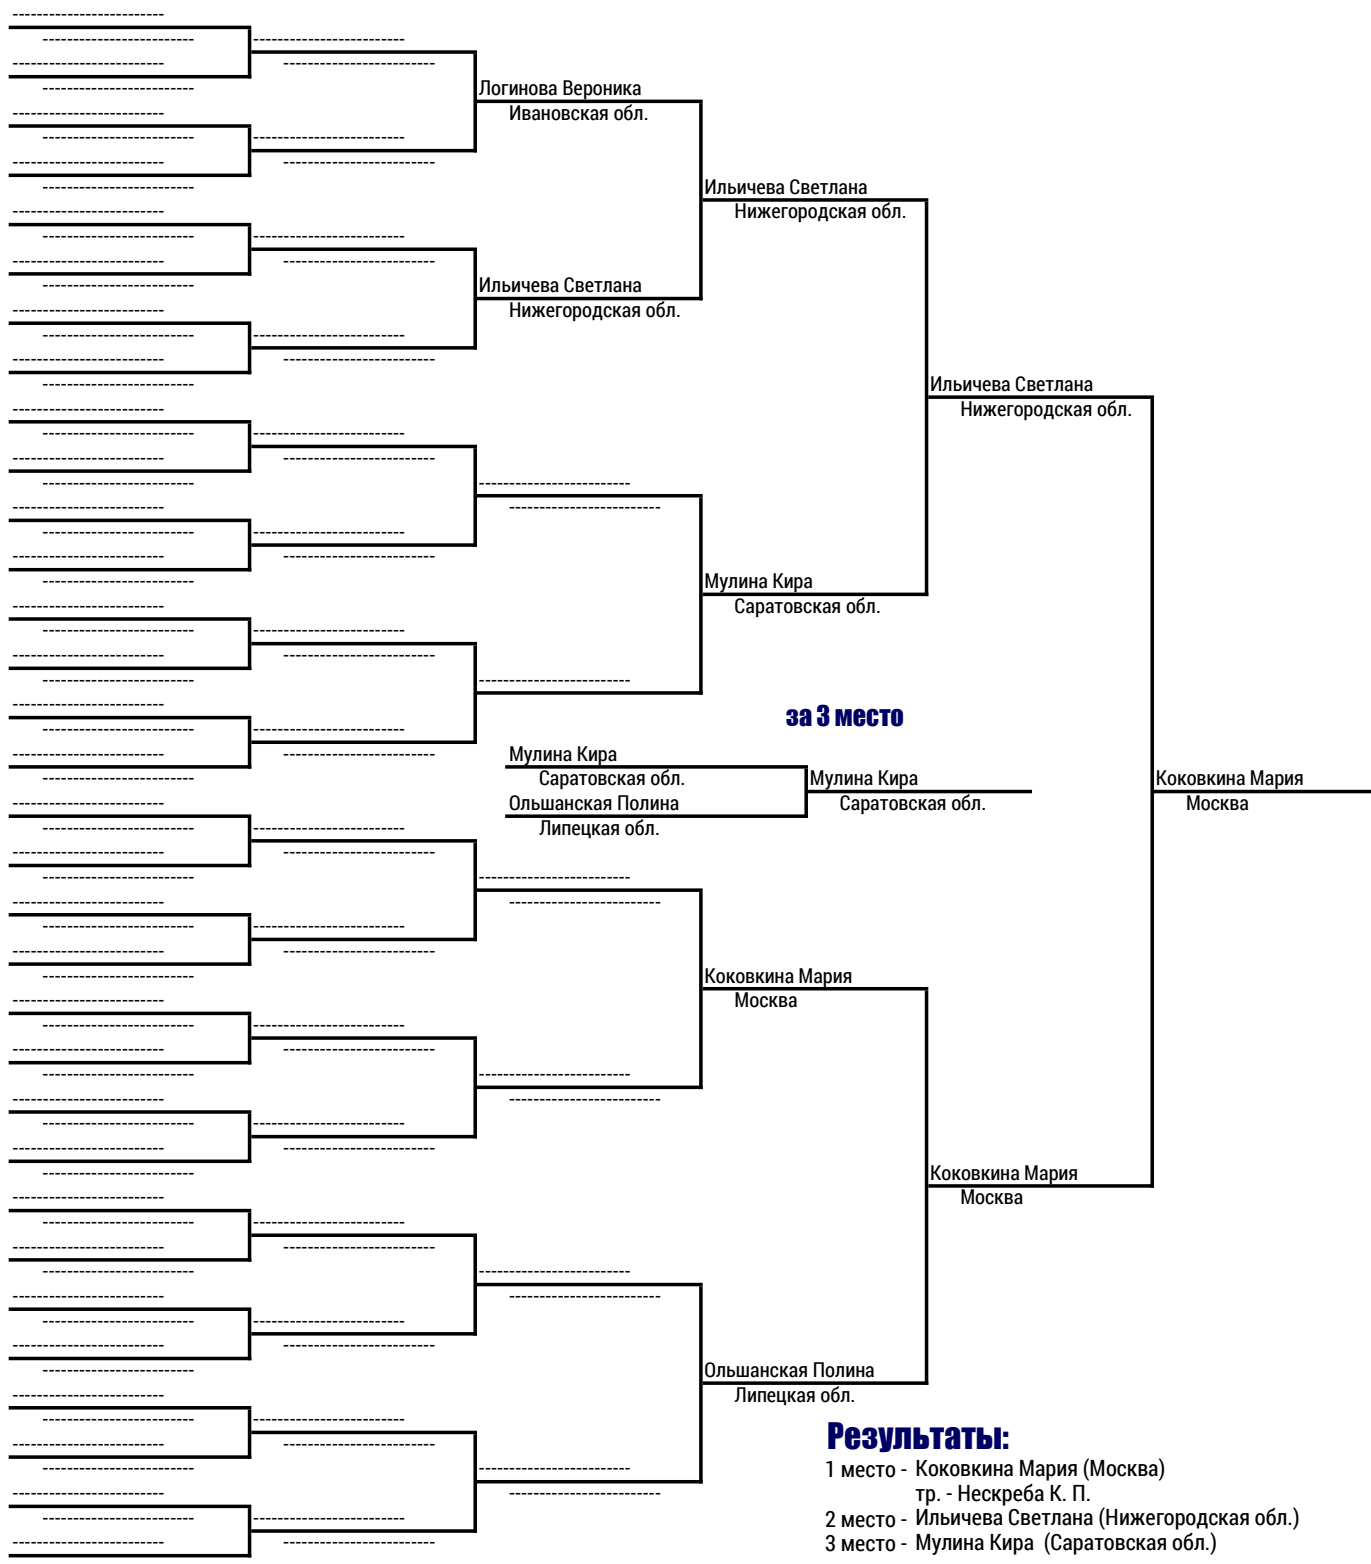 Логинова Вероника
Ивановская обл.
Ильичева Светлана
Нижегородская обл.
Ильичева Светлана
Нижегородская обл.
Ильичева Светлана
Нижегородская обл.
Мулина Кира
Саратовская обл.
за 3 место
Мулина Кира
Саратовская обл.
Ольшанская Полина
Липецкая обл.
Мулина Кира
Саратовская обл.
Коковкина Мария
Москва
Коковкина Мария
Москва
Коковкина Мария
Москва
Ольшанская Полина
Липецкая обл.
Результаты:
1 место - Коковкина Мария (Москва)
тр. - Нескреба К. П.
2 место - Ильичева Светлана (Нижегородская обл.)
3 место - Мулина Кира (Саратовская обл.)